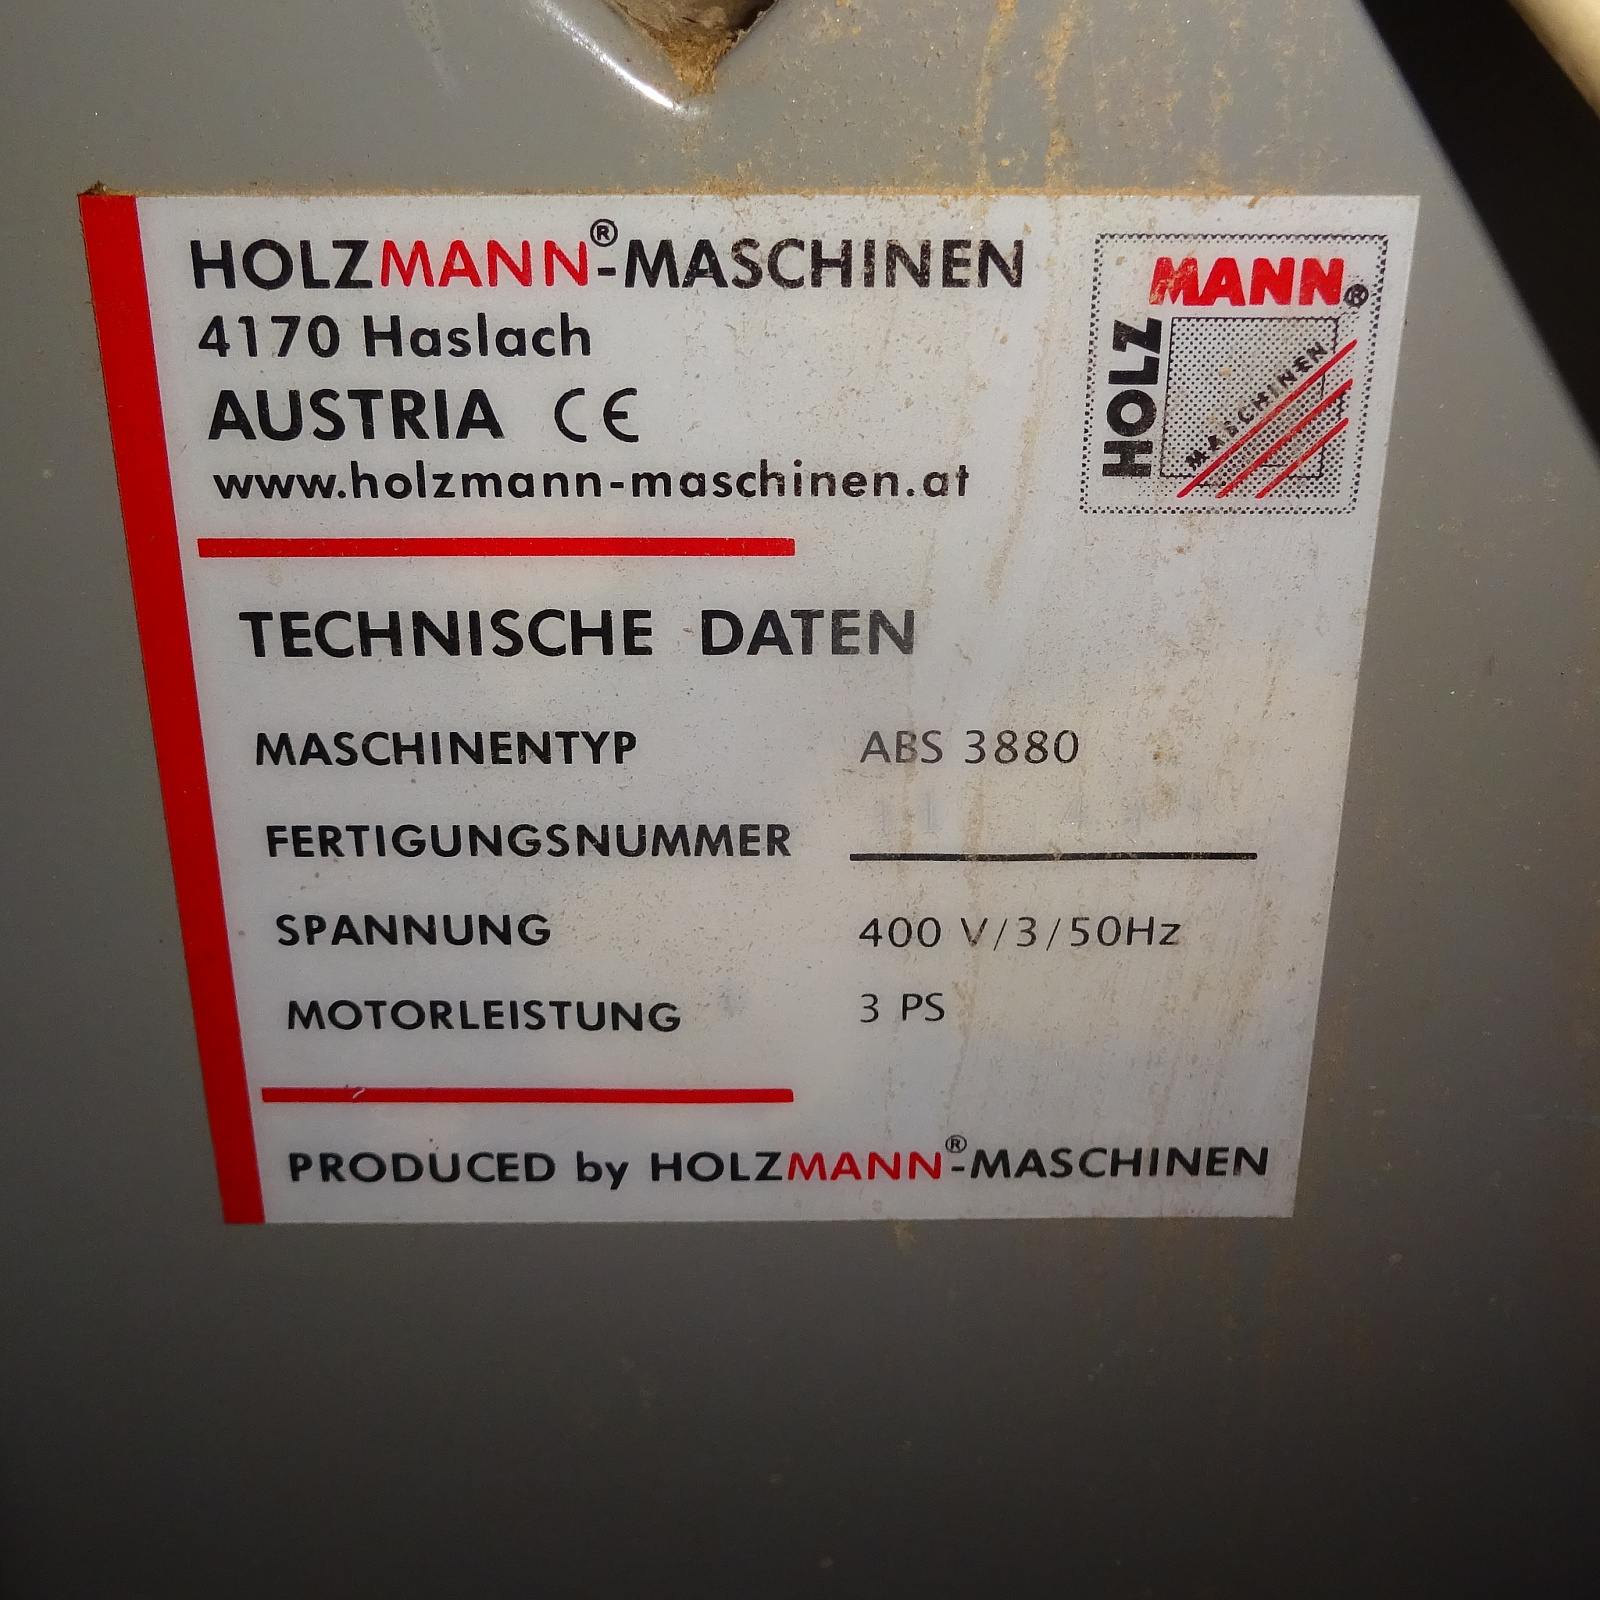 HOLZMANN®-MASCHINEN
4170 Haslach
AUSTRIA CE
www.holzmann-maschinen.at
MANN®
HOLZ
MASCHINEN
TECHNISCHE DATEN
MASCHINENTYP ABS 3880
FERTIGUNGSNUMMER
SPANNUNG 400 V/3/50Hz
MOTORLEISTUNG 3 PS
PRODUCED by HOLZMANN®-MASCHINEN